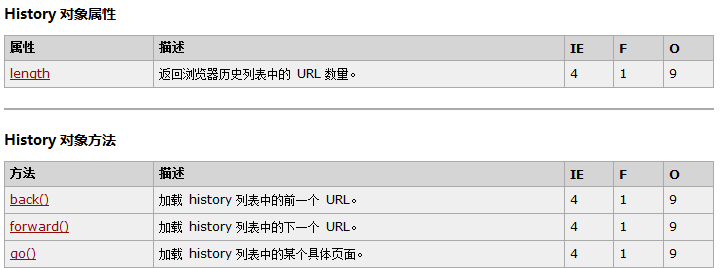 History 对象属性
属性 描述 IE F O
length 返回浏览器历史列表中的 URL 数量。 4 1 9
History 对象方法
方法 描述 IE F O
back() 加载 history 列表中的前一个 URL。 4 1 9
forward() 加载 history 列表中的下一个 URL。 4 1 9
go() 加载 history 列表中的某个具体页面。 4 1 9